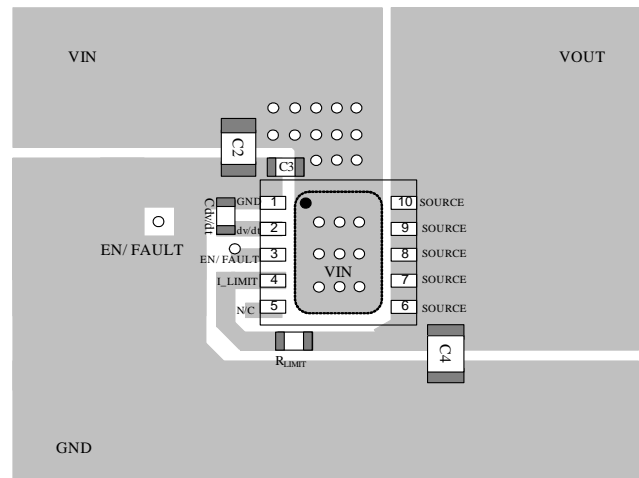 VIN
VOUT
C2
C3
Cdv/dt
GND
1
10
SOURCE
dv/dt
2
9
SOURCE
EN/ FAULT
EN/ FAULT
3
VIN
8
SOURCE
I_LIMIT
4
7
SOURCE
N/C
5
6
SOURCE
RLIMIT
C4
GND